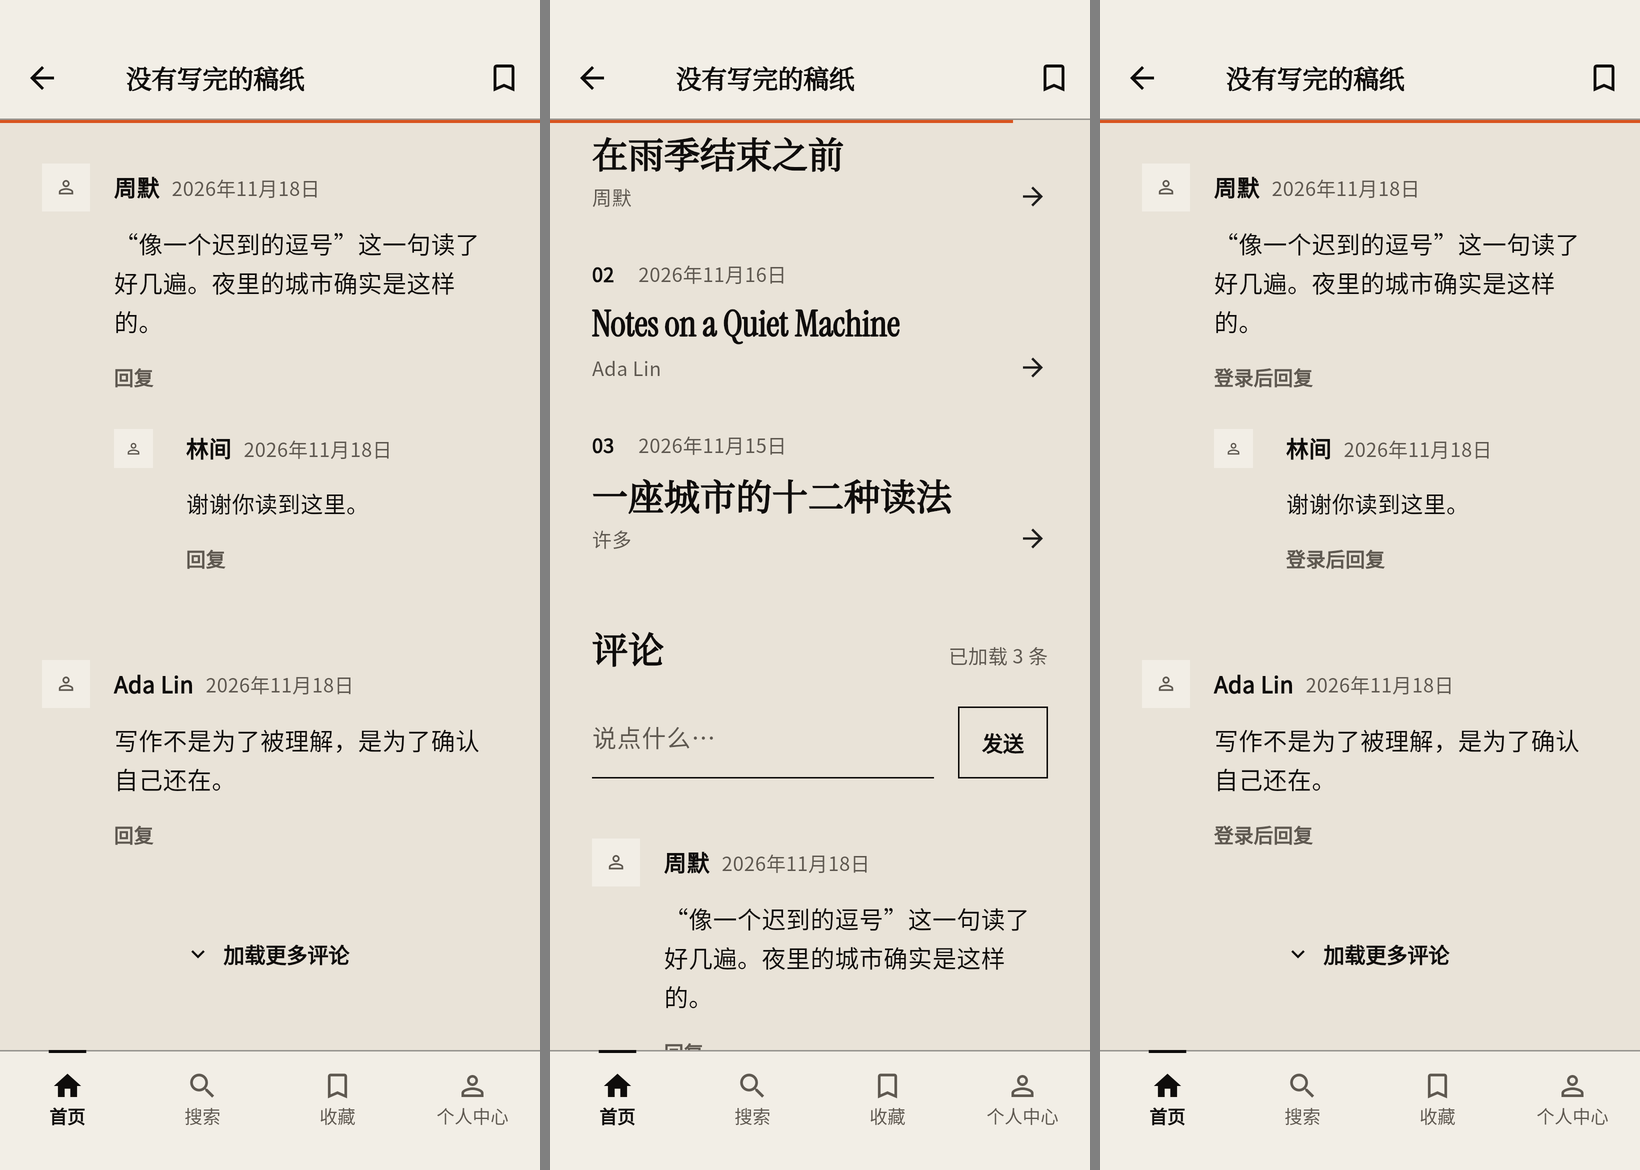 没有写完的稿纸
周默 2026年11月18日
“像一个迟到的逗号”这一句读了
好几遍。夜里的城市确实是这样
的。
回复
林间 2026年11月18日
谢谢你读到这里。
回复
Ada Lin 2026年11月18日
写作不是为了被理解，是为了确认
自己还在。
回复
加载更多评论
首页 搜索 收藏 个人中心
没有写完的稿纸
在雨季结束之前
周默
02 2026年11月16日
Notes on a Quiet Machine
Ada Lin
03 2026年11月15日
一座城市的十二种读法
许多
评论 已加载 3 条
说点什么… 发送
周默 2026年11月18日
“像一个迟到的逗号”这一句读了
好几遍。夜里的城市确实是这样
的。
回复
首页 搜索 收藏 个人中心
没有写完的稿纸
周默 2026年11月18日
“像一个迟到的逗号”这一句读了
好几遍。夜里的城市确实是这样
的。
登录后回复
林间 2026年11月18日
谢谢你读到这里。
登录后回复
Ada Lin 2026年11月18日
写作不是为了被理解，是为了确认
自己还在。
登录后回复
加载更多评论
首页 搜索 收藏 个人中心